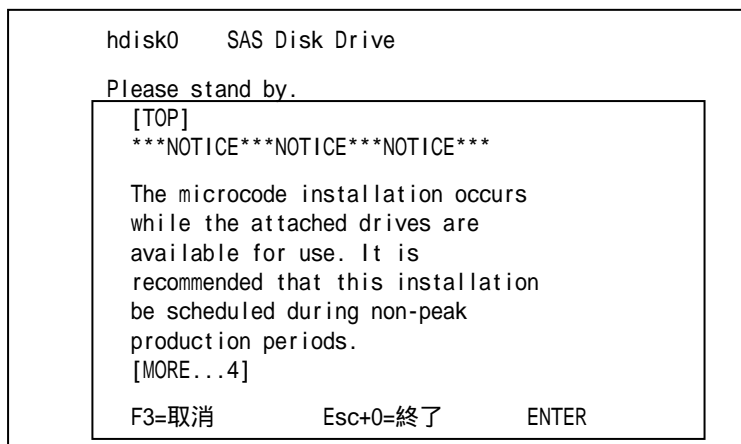 hdisk0 SAS Disk Drive
Please stand by.
[TOP]
***NOTICE***NOTICE***NOTICE***
The microcode installation occurs
while the attached drives are
available for use. It is
recommended that this installation
be scheduled during non-peak
production periods.
[MORE...4]
F3=取消 Esc+0=終了 ENTER